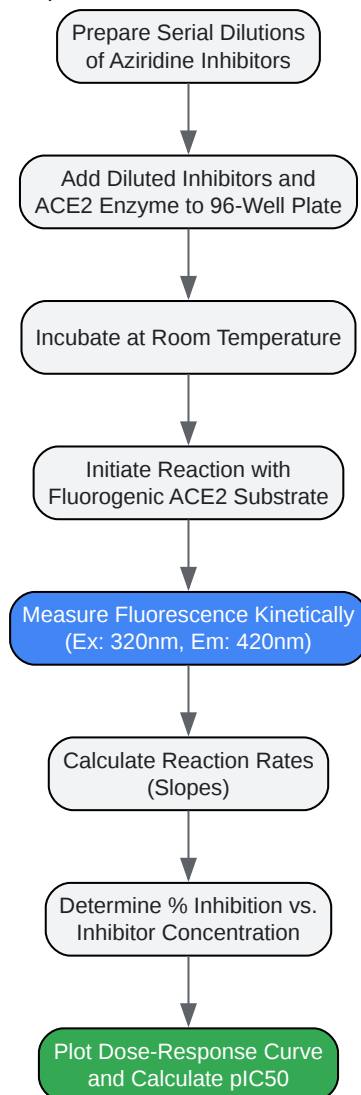 Prepare Serial Dilutions
of Aziridine Inhibitors
Add Diluted Inhibitors and
ACE2 Enzyme to 96-Well Plate
Incubate at Room Temperature
Initiate Reaction with
Fluorogenic ACE2 Substrate
Measure Fluorescence Kinetically
(Ex: 320nm, Em: 420nm)
Calculate Reaction Rates
(Slopes)
Determine % Inhibition vs.
Inhibitor Concentration
Plot Dose-Response Curve
and Calculate pIC50